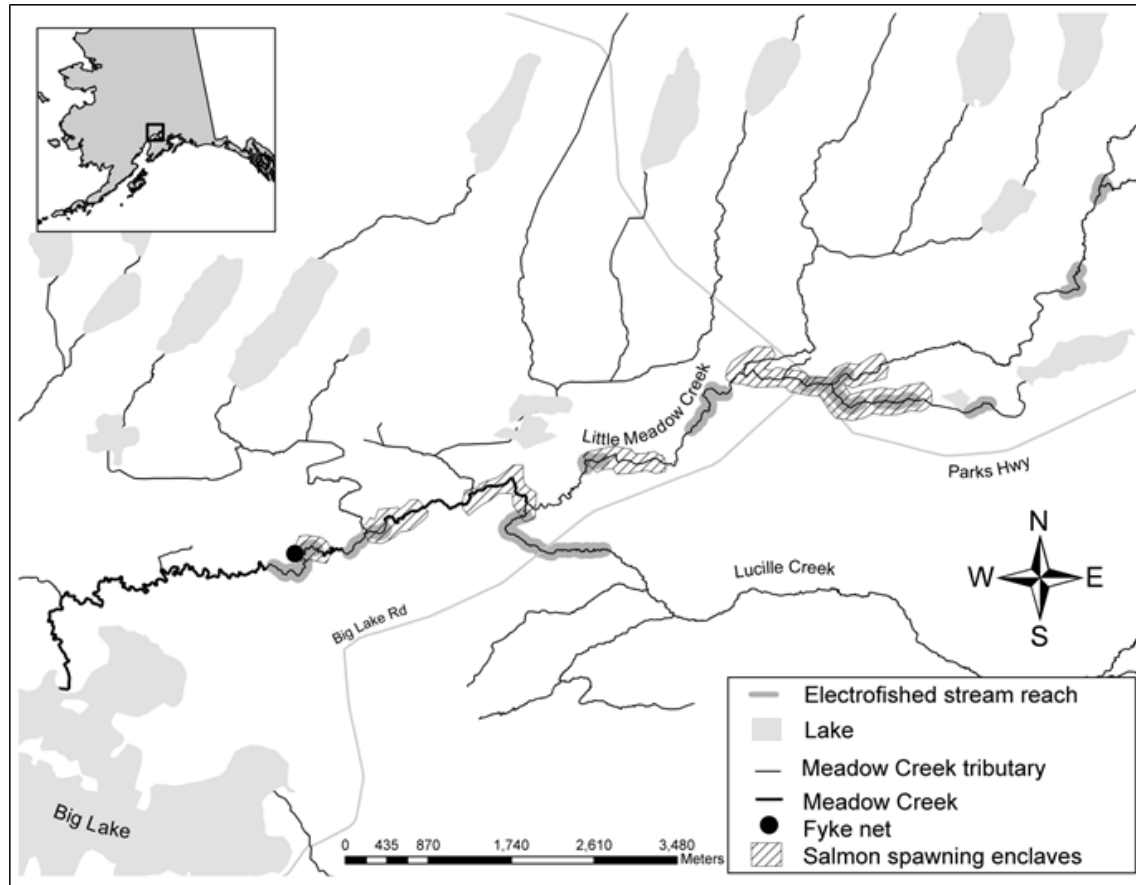 Little Meadow Creek
Parks Hwy
Lucille Creek
Big Lake Rd
Big Lake
N
W E
S
Electrofished stream reach
Lake
Meadow Creek tributary
Meadow Creek
Fyke net
Salmon spawning enclaves
0 435 870 1,740 2,610 3,480
Meters